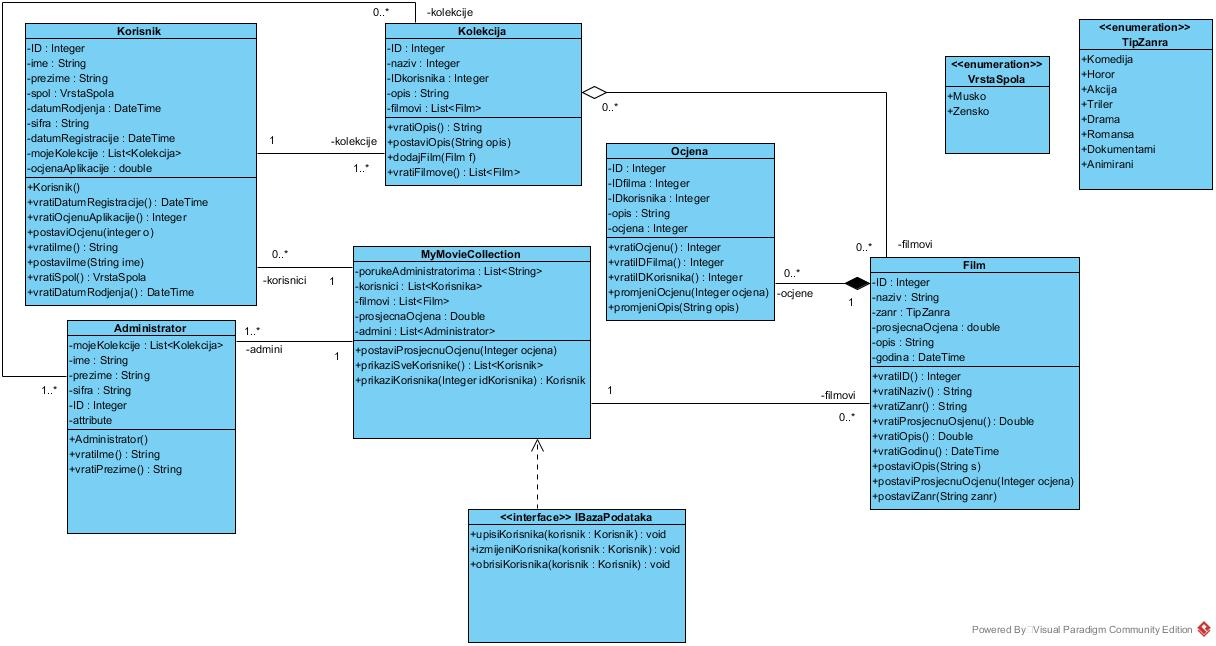 0..*
-kolekcije
Korisnik
-ID : Integer
-ime : String
-prezime : String
-spol : VrstaSpola
-datumRodjenja : DateTime
-sifra : String
-datumRegistracije : DateTime
-mojeKolekcije : List<Kolekcija>
-ocjenaAplikacije : double
+Korisnik()
+vratiDatumRegistracije() : DateTime
+vratiOcjenuAplikacije() : Integer
+postaviOcjenu(integer o)
+vratiIme() : String
+postaviIme(String ime)
+vratiSpol() : VrstaSpola
+vratiDatumRodjenja() : DateTime
1
-kolekcije
1..*
Kolekcija
-ID : Integer
-naziv : Integer
-IDkorisnika : Integer
-opis : String
-filmovi : List<Film>
+vratiOpis() : String
+postaviOpis(String opis)
+dodajFilm(Film f)
+vratiFilmove() : List<Film>
0..*
<<enumeration>>
VrstaSpola
+Musko
+Zensko
<<enumeration>>
TipZanra
+Komedija
+Horor
+Akcija
+Triler
+Drama
+Romansa
+Dokumentarni
+Animirani
Ocjena
-ID : Integer
-IDfilma : Integer
-IDkorisnika : Integer
-opis : String
-ocjena : Integer
+vratiOcjenu() : Integer
+vratiIDFilma() : Integer
+vratiIDKorisnika() : Integer
+promjeniOcjenu(Integer ocjena)
+promjeniOpis(String opis)
0..*
-ocjene
1
0..*
-filmovi
Film
-ID : Integer
-naziv : String
-zanr : TipZanra
-prosjecnaOcjena : double
-opis : String
-godina : DateTime
+vratiID() : Integer
+vratiNaziv() : String
+vratiZanr() : String
+vratiProsjecnuOsjenu() : Double
+vratiOpis() : Double
+vratiGodinu() : DateTime
+postaviOpis(String s)
+postaviProsjecnuOcjenu(Integer ocjena)
+postaviZanr(String zanr)
0..*
-korisnici
1
MyMovieCollection
-porukeAdministratorima : List<String>
-korisnici : List<Korisnika>
-filmovi : List<Film>
-prosjecnaOcjena : Double
-admini : List<Administrator>
+postaviProsjecnuOcjenu(Integer ocjena)
+prikaziSveKorisnike() : List<Korisnik>
+prikaziKorisnika(Integer idKorisnika) : Korisnik
1
-filmovi
0..*
Administrator
-mojeKolekcije : List<Kolekcija>
-ime : String
-prezime : String
-sifra : String
-ID : Integer
-attribute
+Administrator()
+vratiIme() : String
+vratiPrezime() : String
1..*
1..*
-admini
1
<<interface>> IBazaPodataka
+upisiKorisnika(korisnik : Korisnik) : void
+izmijeniKorisnika(korisnik : Korisnik) : void
+obrisiKorisnika(korisnik : Korisnik) : void
Powered By Visual Paradigm Community Edition